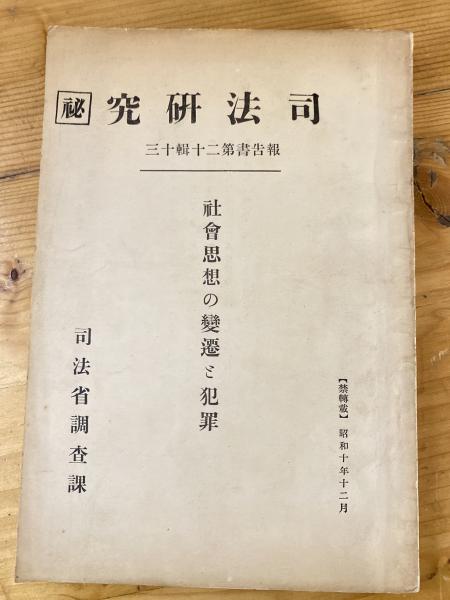 司法研究 祕
報告書第二十輯十三
社會思想の變遷と犯罪
司法省調査課
【禁轉載】 昭和十年十二月